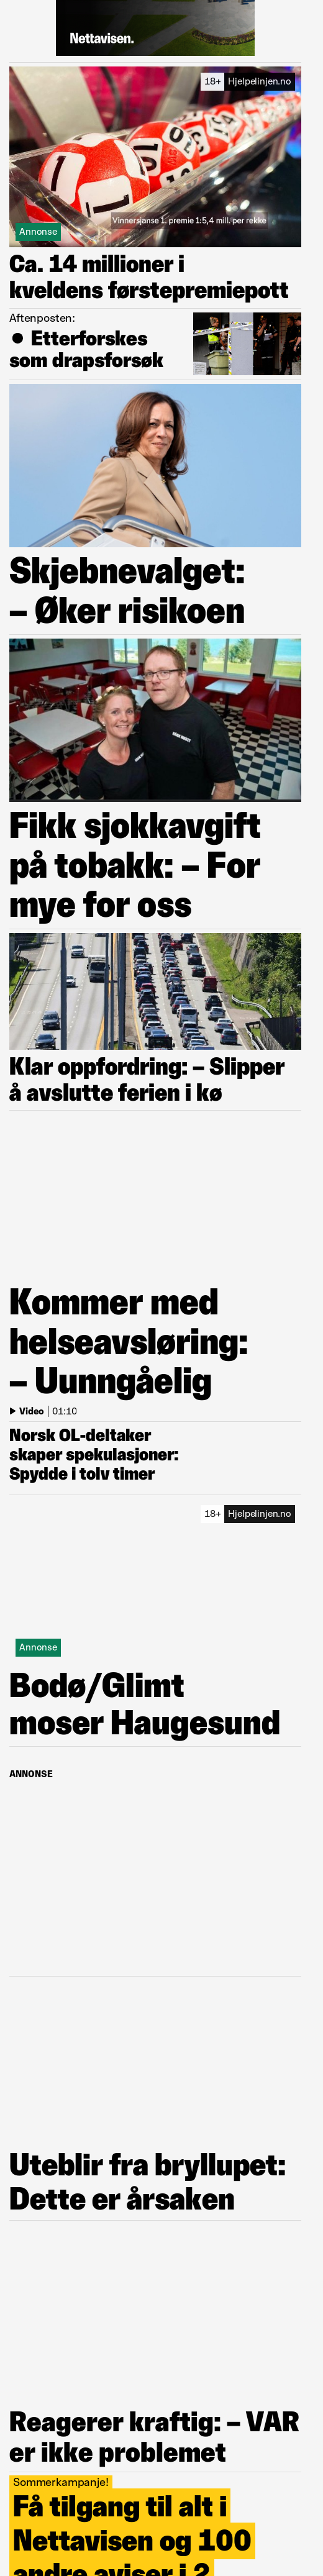 Nettavisen.
18+ Hjelpelinjen.no
Vinnersjanse 1. premie 1:5,4 mill. per rekke
Annonse
Ca. 14 millioner i
kveldens førstepremiepott
Aftenposten:
● Etterforskes
som drapsforsøk
Skjebnevalget:
– Øker risikoen
Fikk sjokkavgift
på tobakk: – For
mye for oss
Klar oppfordring: – Slipper
å avslutte ferien i kø
Kommer med
helseavsløring:
– Uunngåelig
Video | 01:10
Norsk OL-deltaker
skaper spekulasjoner:
Spydde i tolv timer
18+ Hjelpelinjen.no
Annonse
Bodø/Glimt
moser Haugesund
ANNONSE
Uteblir fra bryllupet:
Dette er årsaken
Reagerer kraftig: – VAR
er ikke problemet
Sommerkampanje!
Få tilgang til alt i
Nettavisen og 100
andre aviser i 2